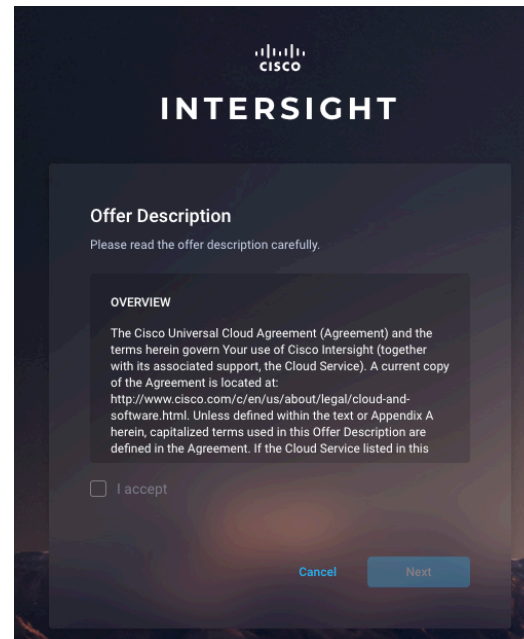 CISCO
INTERSIGHT
Offer Description
Please read the offer description carefully.
OVERVIEW
The Cisco Universal Cloud Agreement (Agreement) and the
terms herein govern Your use of Cisco Intersight (together
with its associated support, the Cloud Service). A current copy
of the Agreement is located at:
http://www.cisco.com/c/en/us/about/legal/cloud-and-
software.html. Unless defined within the text or Appendix A
herein, capitalized terms used in this Offer Description are
defined in the Agreement. If the Cloud Service listed in this
I accept
Cancel
Next